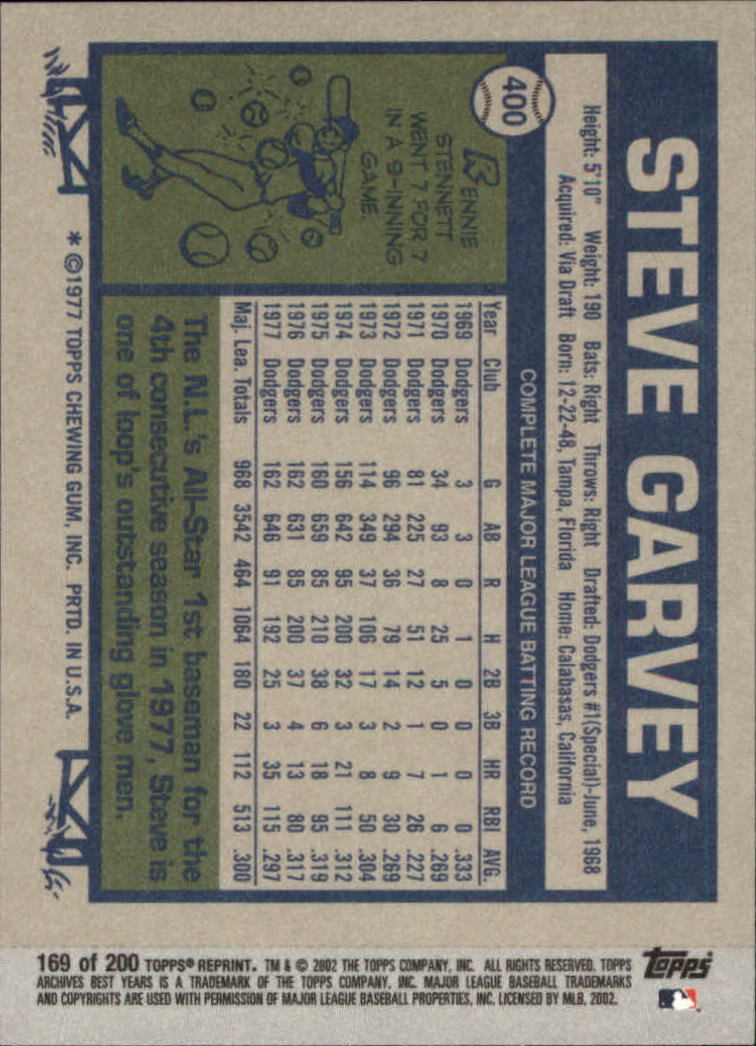 STEVE GARVEY
Height: 5'10" Weight: 190 Bats: Right Throws: Right Drafted: Dodgers #1(Special)-June, 1968
Acquired: Via Draft Born: 12-22-48, Tampa, Florida Home: Calabasas, California
400
COMPLETE MAJOR LEAGUE BATTING RECORD
Year Club G AB R H 2B 3B HR RBI AVG.
1969 Dodgers 3 3 0 1 0 0 0 0 .333
1970 Dodgers 34 93 8 25 5 0 1 6 .269
1971 Dodgers 81 225 27 51 12 1 7 26 .227
1972 Dodgers 96 294 36 79 14 2 9 30 .269
1973 Dodgers 114 349 37 106 17 3 8 50 .304
1974 Dodgers 156 642 95 200 32 3 21 111 .312
1975 Dodgers 160 659 85 210 38 6 18 95 .319
1976 Dodgers 162 631 85 200 37 4 13 80 .317
1977 Dodgers 162 646 91 192 25 3 35 115 .297
Maj. Lea. Totals 968 3542 464 1064 180 22 112 513 .300
RENNIE
STENNETT
WENT 7 FOR 7
IN A 9-INNING
GAME
The N.L.'s All-Star 1st baseman for the
4th consecutive season in 1977, Steve is
one of loop's outstanding glove men.
* ©1977 TOPPS CHEWING GUM, INC. PRTD. IN U.S.A.
169 of 200 TOPPS® REPRINT. TM & © 2002 THE TOPPS COMPANY, INC. ALL RIGHTS RESERVED. TOPPS
ARCHIVES BEST YEARS IS A TRADEMARK OF THE TOPPS COMPANY, INC. MAJOR LEAGUE BASEBALL TRADEMARKS
AND COPYRIGHTS ARE USED WITH PERMISSION OF MAJOR LEAGUE BASEBALL PROPERTIES, INC. LICENSED BY MLB, 2002.
Topps